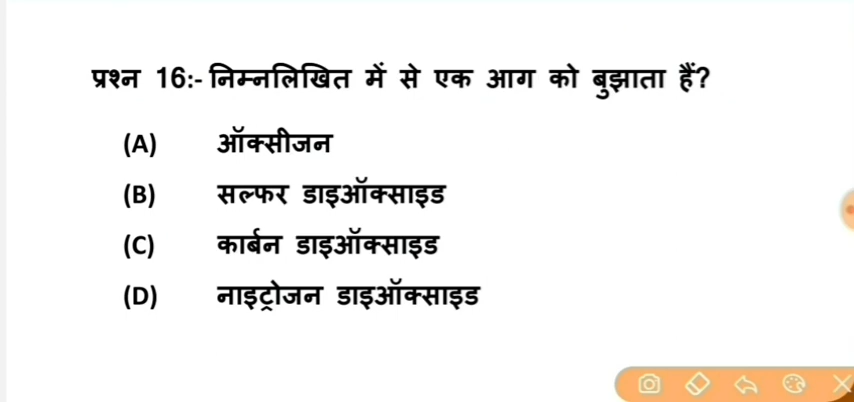 प्रश्न 16:- निम्नलिखित में से एक आग को बुझाता हैं?
(A) ऑक्सीजन
(B) सल्फर डाइऑक्साइड
(C) कार्बन डाइऑक्साइड
(D) नाइट्रोजन डाइऑक्साइड